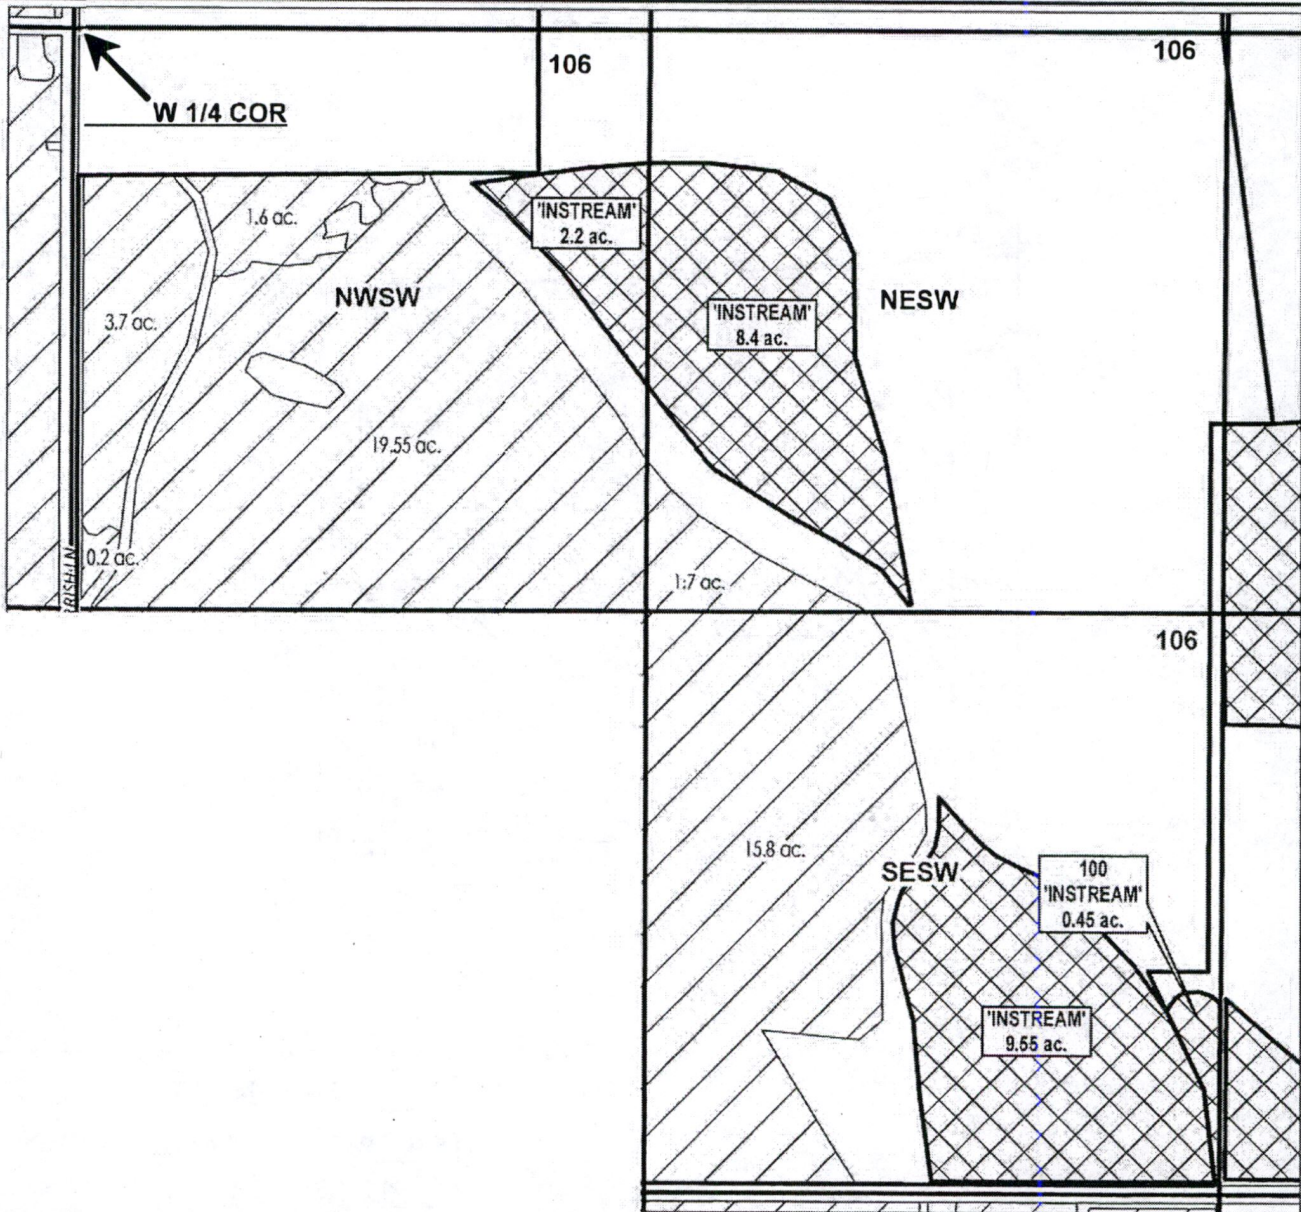 106
106
W 1/4 COR
'INSTREAM'
2.2 ac.
1.6 ac.
NWSW
NESW
'INSTREAM'
8.4 ac.
3.7 ac.
19.55 ac.
0.2 ac.
1.7 ac.
106
15.8 ac.
SESW
100
'INSTREAM'
0.45 ac.
'INSTREAM'
9.55 ac.